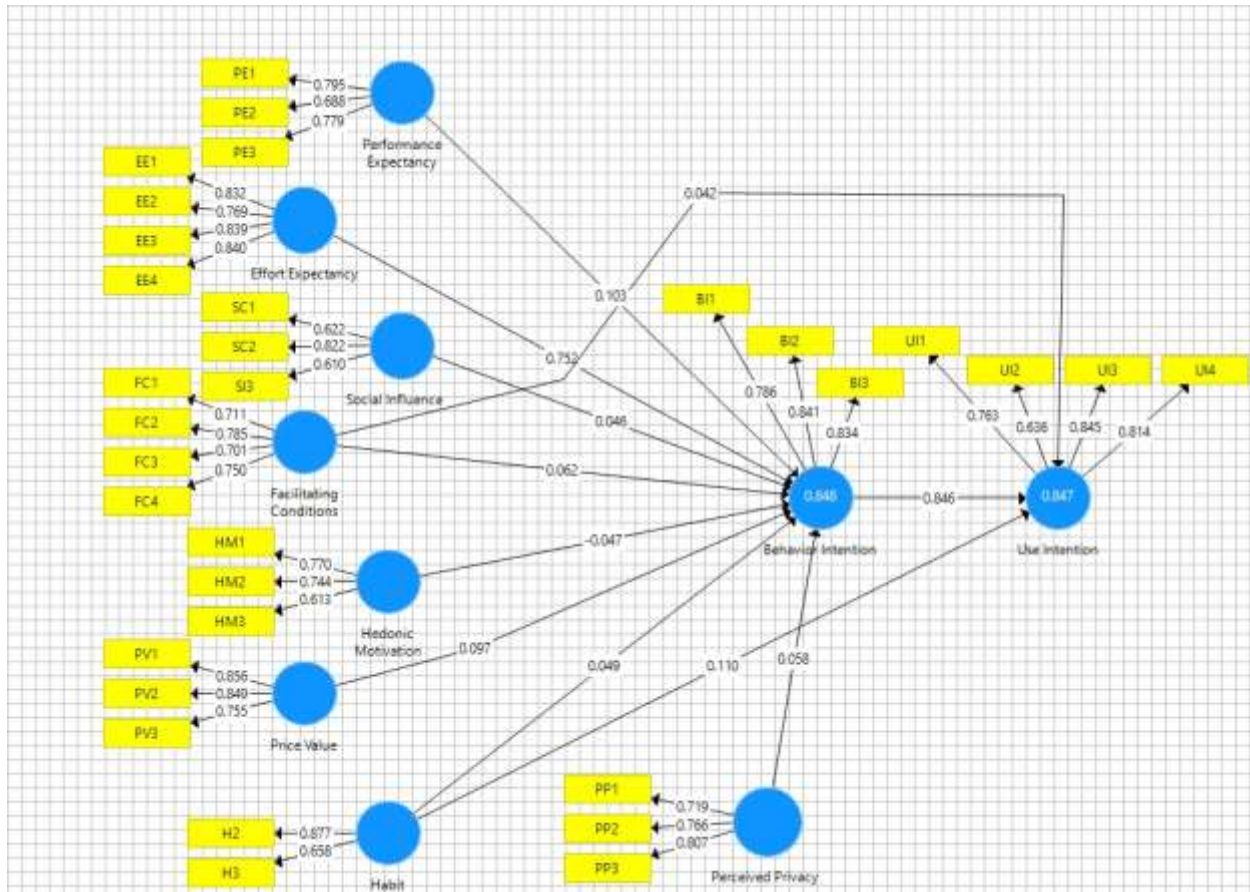 PE1
0.795
PE2
0.688
PE3
0.779
Performance
Expectancy
EE1
0.832
EE2
0.769
EE3
0.839
EE4
0.840
Effort Expectancy
SC1
0.622
SC2
0.822
SI3
0.610
Social Influence
FC1
0.711
FC2
0.785
FC3
0.701
FC4
0.750
Facilitating
Conditions
HM1
0.770
HM2
0.744
HM3
0.613
Hedonic
Motivation
PV1
0.856
PV2
0.849
PV3
0.755
Price Value
H2
0.877
H3
0.658
Habit
PP1
0.719
PP2
0.766
PP3
0.807
Perceived Privacy
0.042
0.103
0.752
0.046
0.062
-0.047
0.097
0.049
0.110
0.058
BI1
0.786
BI2
0.841
BI3
0.834
Behavior Intention
0.846
UI1
0.763
UI2
0.636
UI3
0.845
UI4
0.814
0.847
Use Intention